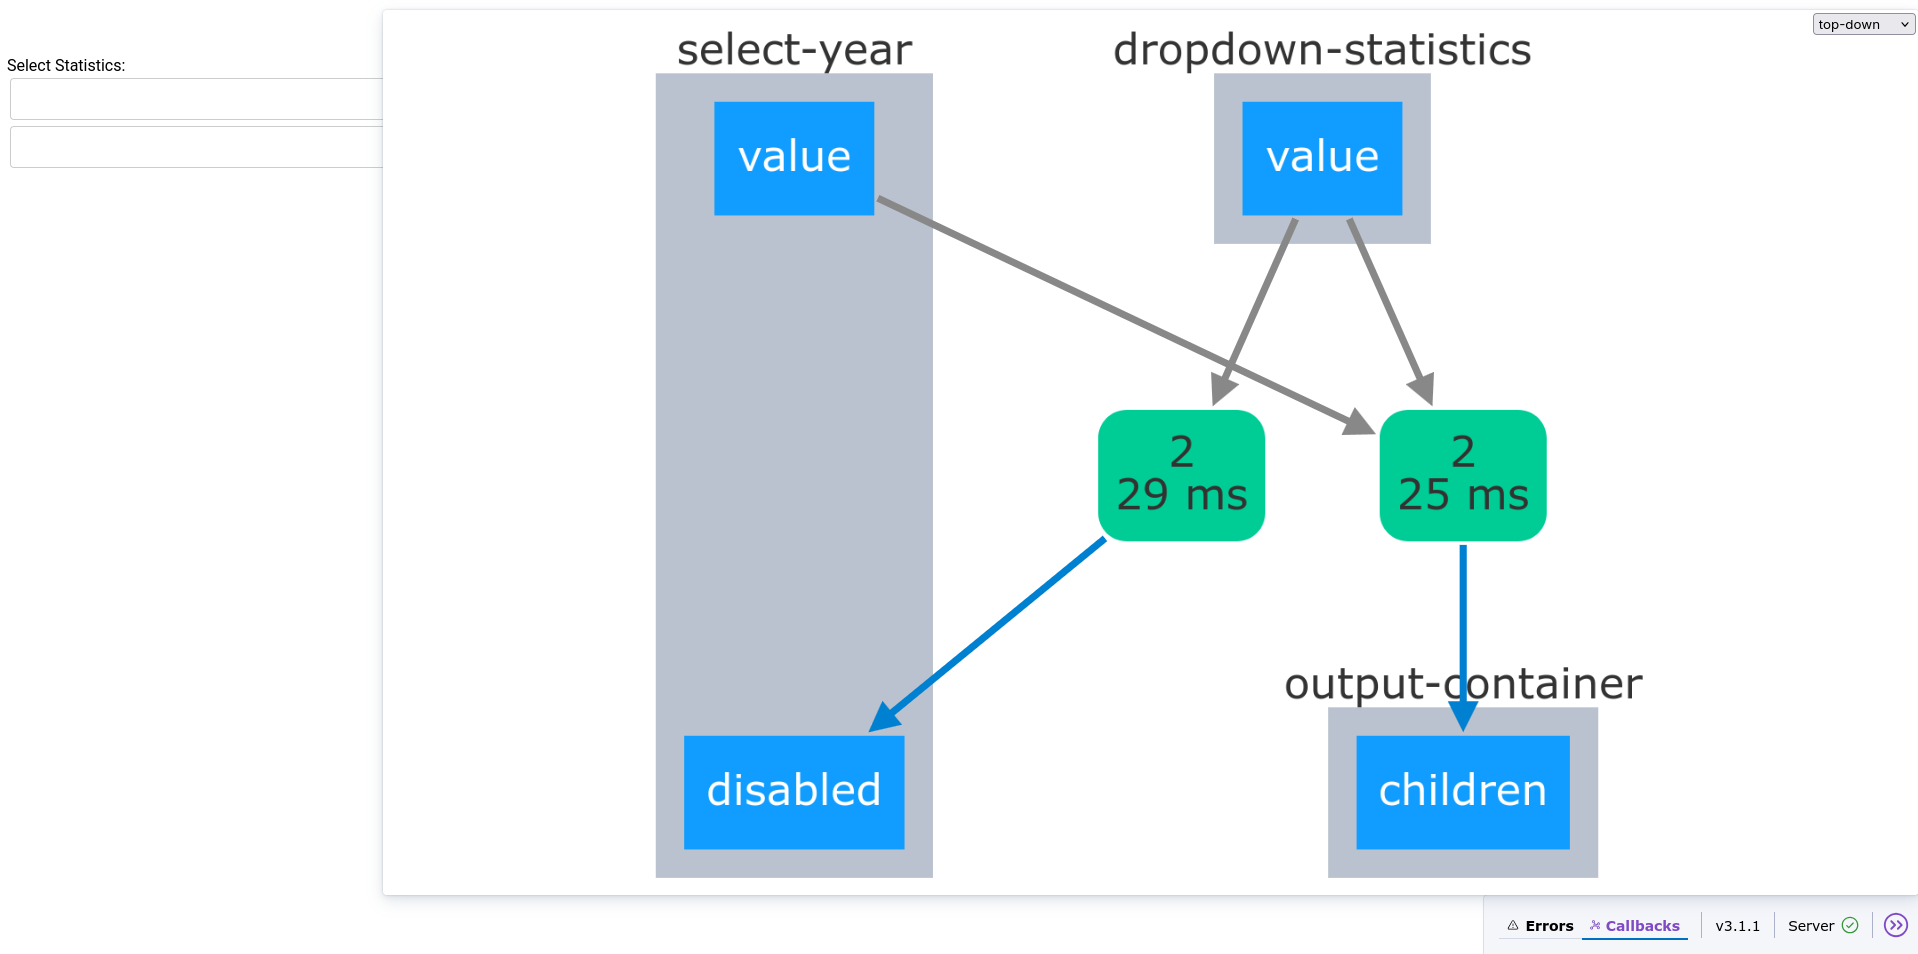 top-down
Select Statistics:
select-year
dropdown-statistics
value
value
2
29 ms
2
25 ms
output-container
disabled
children
Errors
Callbacks
v3.1.1
Server